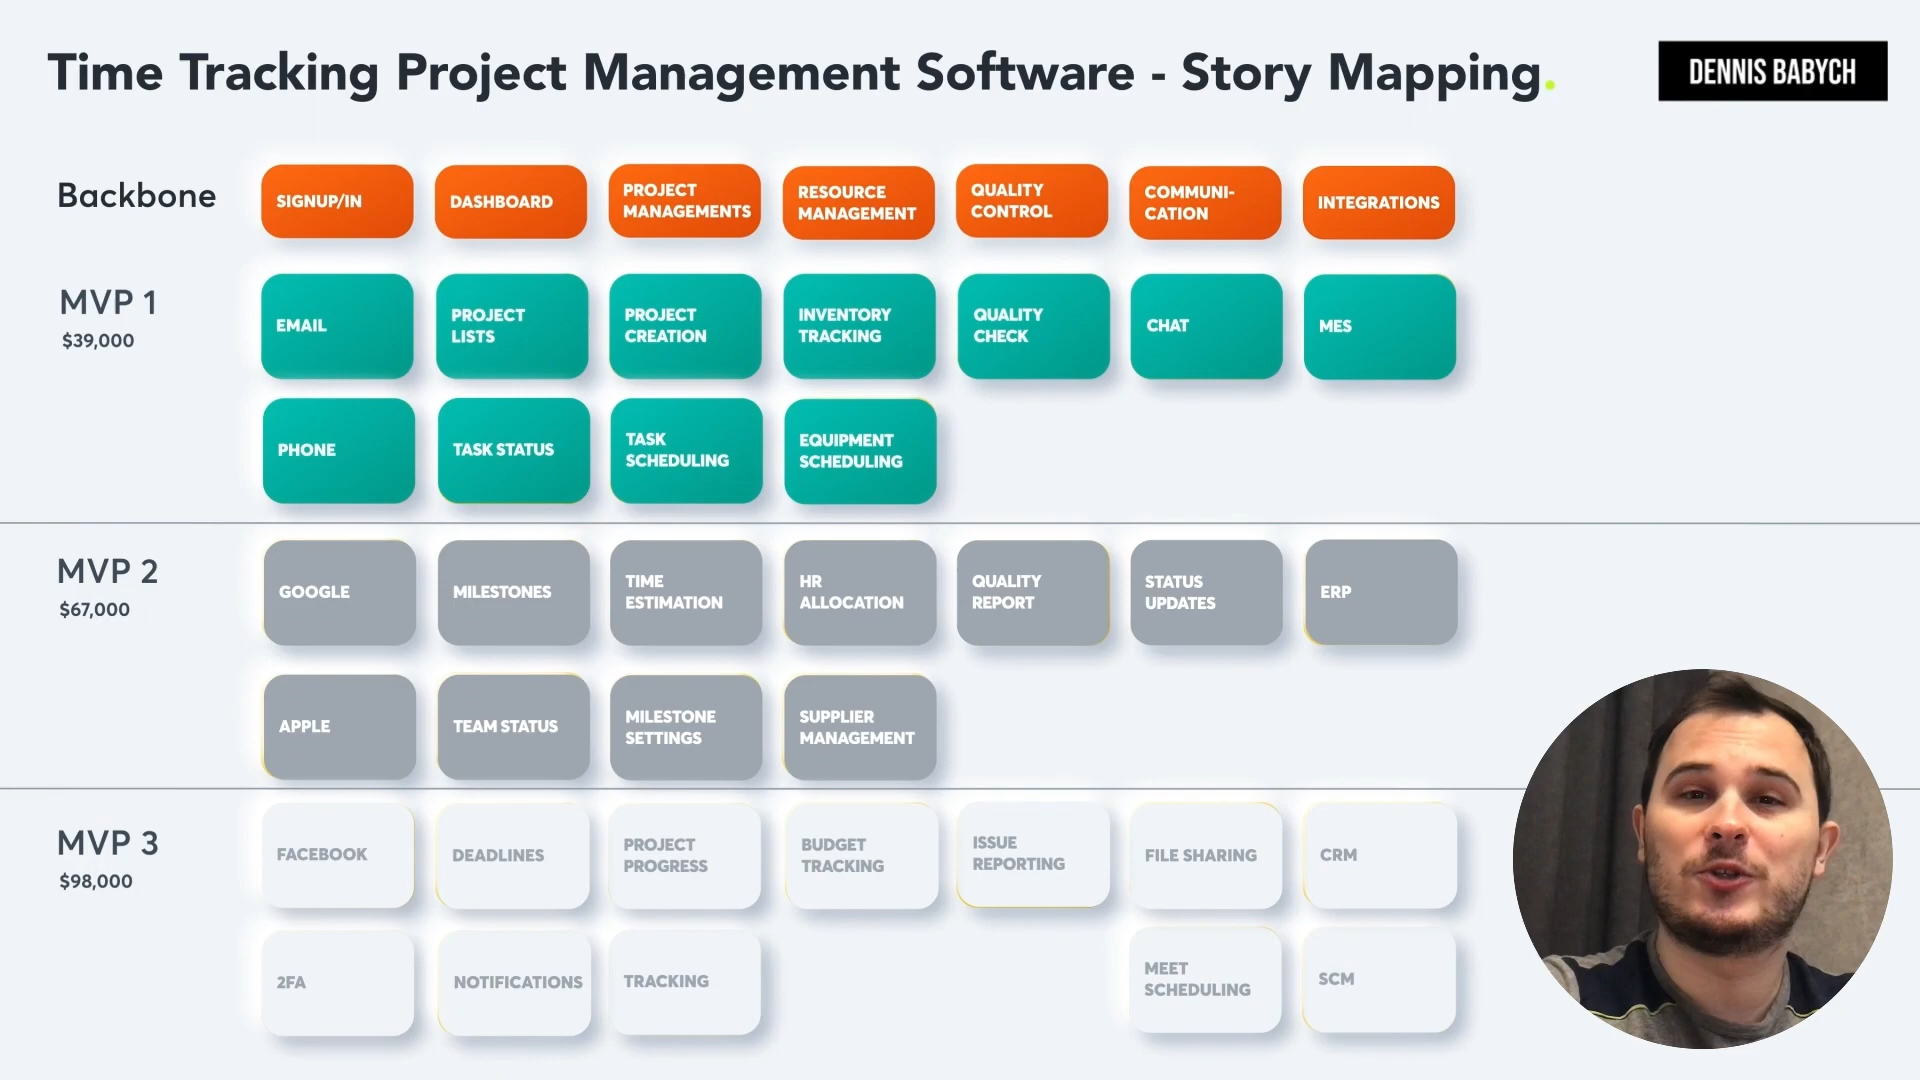 Time Tracking Project Management Software - Story Mapping.
DENNIS BABYCH
Backbone
SIGNUP/IN
DASHBOARD
PROJECT
MANAGEMENTS
RESOURCE
MANAGEMENT
QUALITY
CONTROL
COMMUNI-
CATION
INTEGRATIONS
MVP 1
$39,000
EMAIL
PROJECT
LISTS
PROJECT
CREATION
INVENTORY
TRACKING
QUALITY
CHECK
CHAT
MES
PHONE
TASK STATUS
TASK
SCHEDULING
EQUIPMENT
SCHEDULING
MVP 2
$67,000
GOOGLE
MILESTONES
TIME
ESTIMATION
HR
ALLOCATION
QUALITY
REPORT
STATUS
UPDATES
ERP
APPLE
TEAM STATUS
MILESTONE
SETTINGS
SUPPLIER
MANAGEMENT
MVP 3
$98,000
FACEBOOK
DEADLINES
PROJECT
PROGRESS
BUDGET
TRACKING
ISSUE
REPORTING
FILE SHARING
CRM
2FA
NOTIFICATIONS
TRACKING
MEET
SCHEDULING
SCM